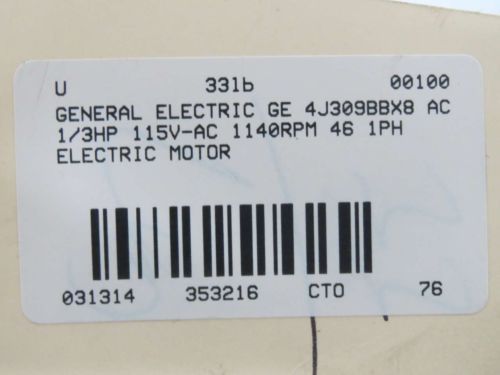 U 33lb 00100
GENERAL ELECTRIC GE 4J309BBX8 AC
1/3HP 115V-AC 1140RPM 46 1PH
ELECTRIC MOTOR
031314 353216 CTO 76